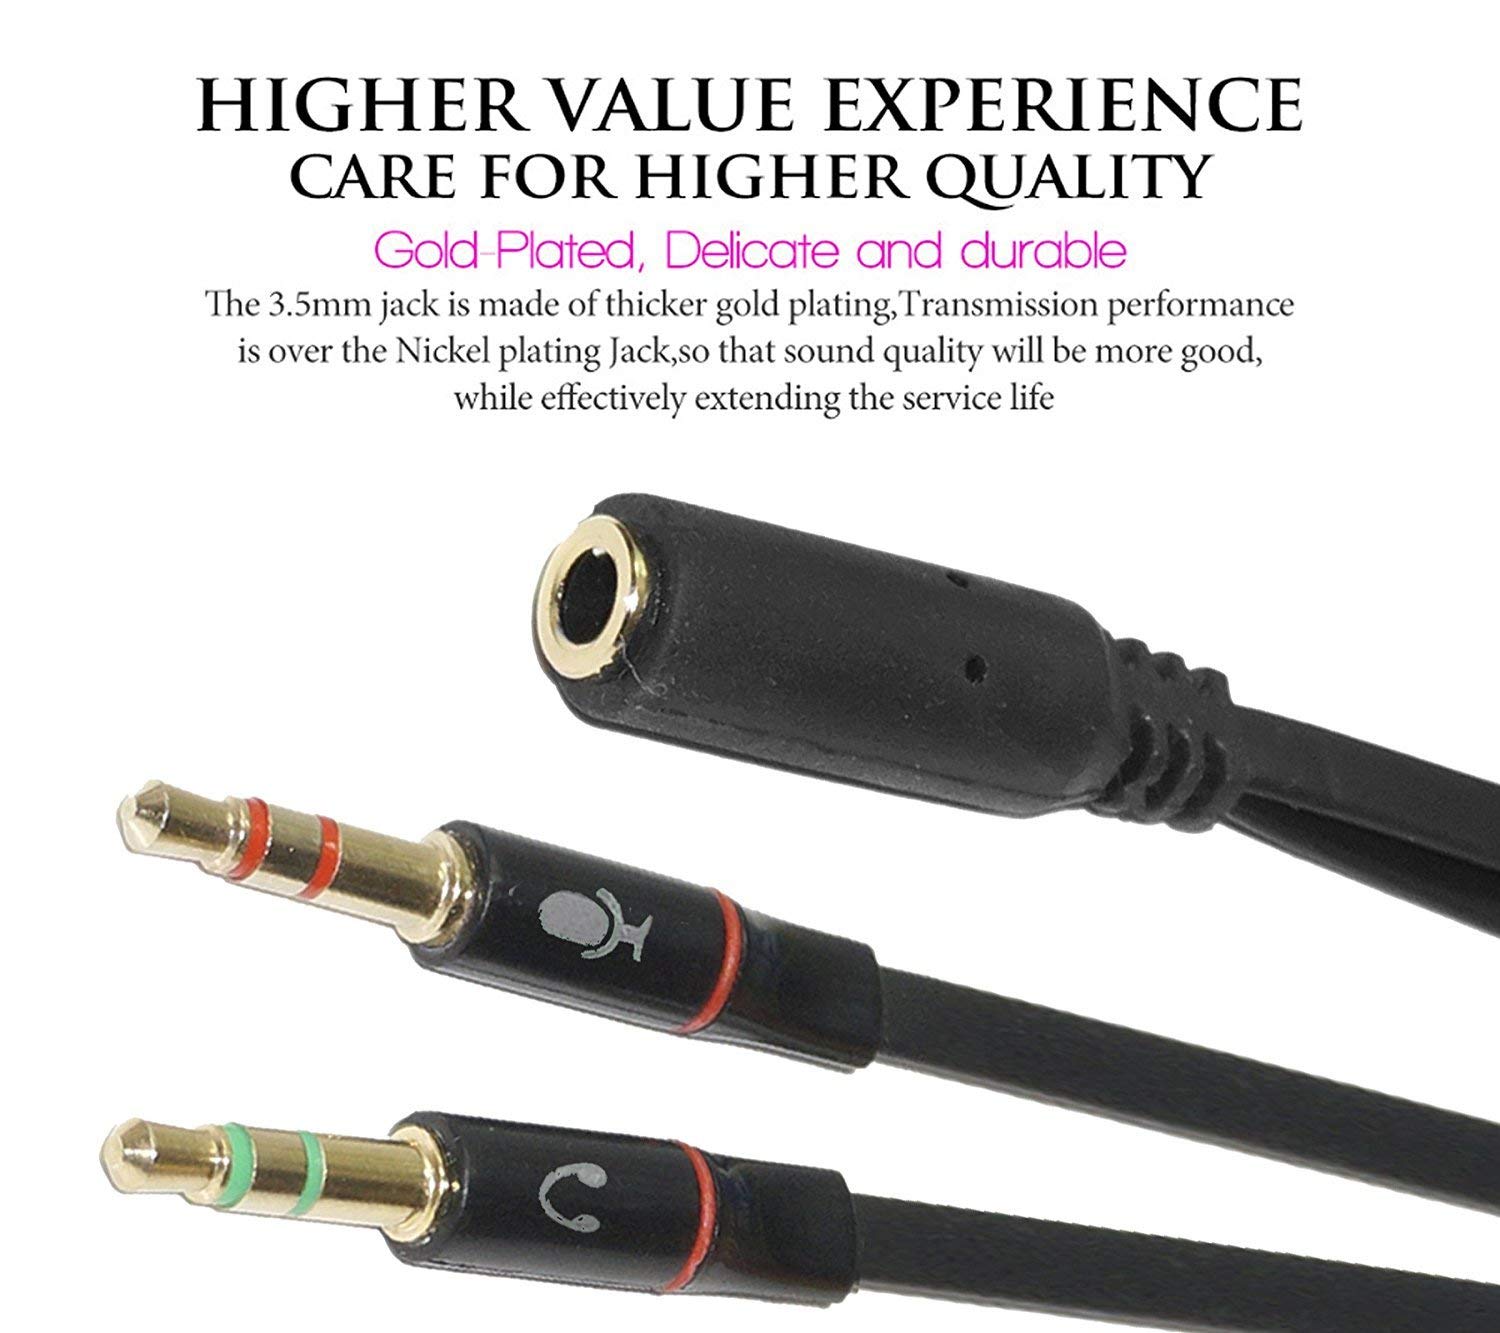 HIGHER VALUE EXPERIENCE
CARE FOR HIGHER QUALITY
Gold-Plated, Delicate and durable
The 3.5mm jack is made of thicker gold plating,Transmission performance
is over the Nickel plating Jack,so that sound quality will be more good,
while effectively extending the service life